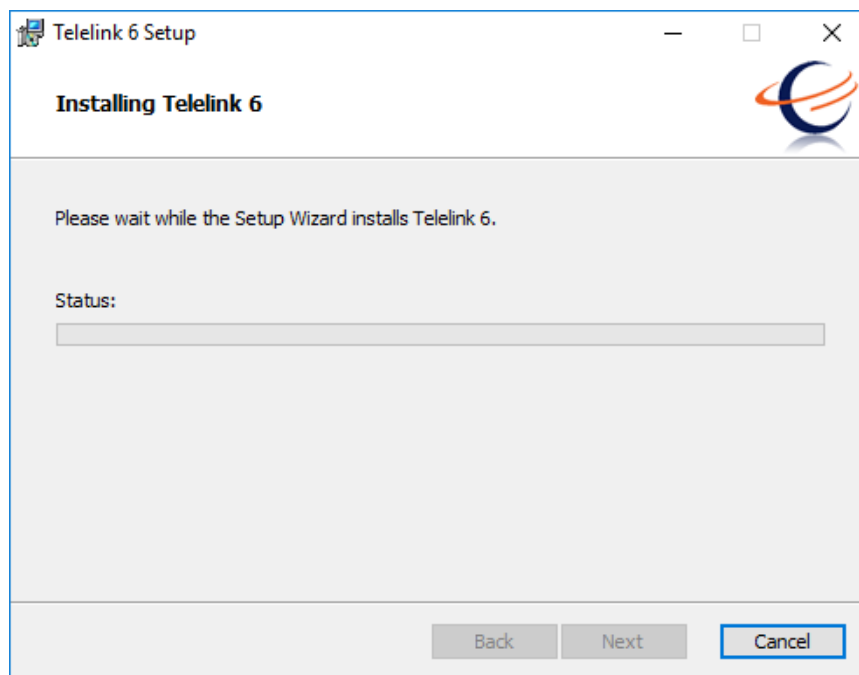 Telelink 6 Setup
Installing Telelink 6
Please wait while the Setup Wizard installs Telelink 6.
Status:
Back Next Cancel